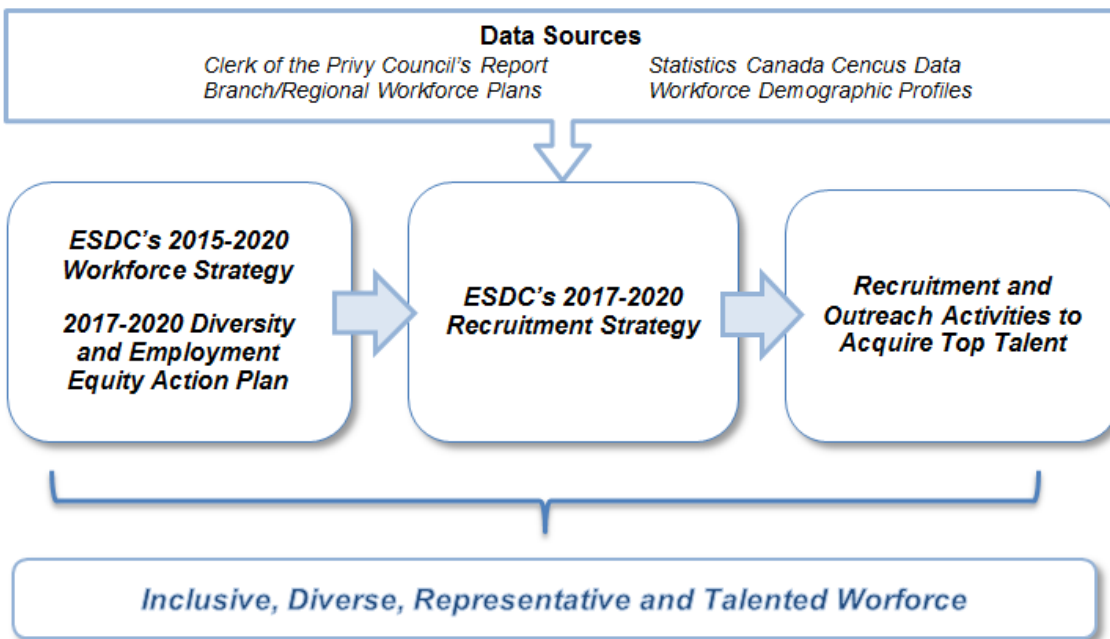 Data Sources
Clerk of the Privy Council's Report
Branch/Regional Workforce Plans
Statistics Canada Cencus Data
Workforce Demographic Profiles
ESDC's 2015-2020
Workforce Strategy
2017-2020 Diversity
and Employment
Equity Action Plan
ESDC's 2017-2020
Recruitment Strategy
Recruitment and
Outreach Activities to
Acquire Top Talent
Inclusive, Diverse, Representative and Talented Worforce